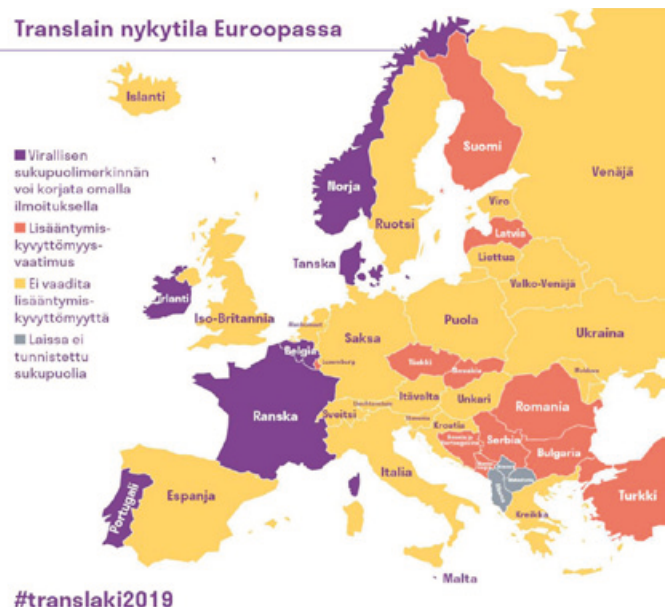 Translain nykytila Euroopassa
Islanti
Virallisen
sukupuolimerkinnän
voi korjata omalla
ilmoituksella
Lisääntymis-
kyvyttömyys-
vaatimus
Ei vaadita
lisääntymis-
kyvyttömyyttä
Laissa ei
tunnistettu
sukupuolia
Suomi
Norja
Venäjä
Ruotsi
Viro
Latvia
Liettua
Tanska
Valko-Venäjä
Irlanti
Iso-Britannia
Puola
Saksa
Ukraina
Belgia
Luxemburg
Tsekki
Slovakia
Itävalta
Unkari
Ranska
Sveitsi
Kroatia
Romania
Serbia
Bulgaria
Italia
Espanja
Portugali
Turkki
Kreikka
Malta
#translaki2019